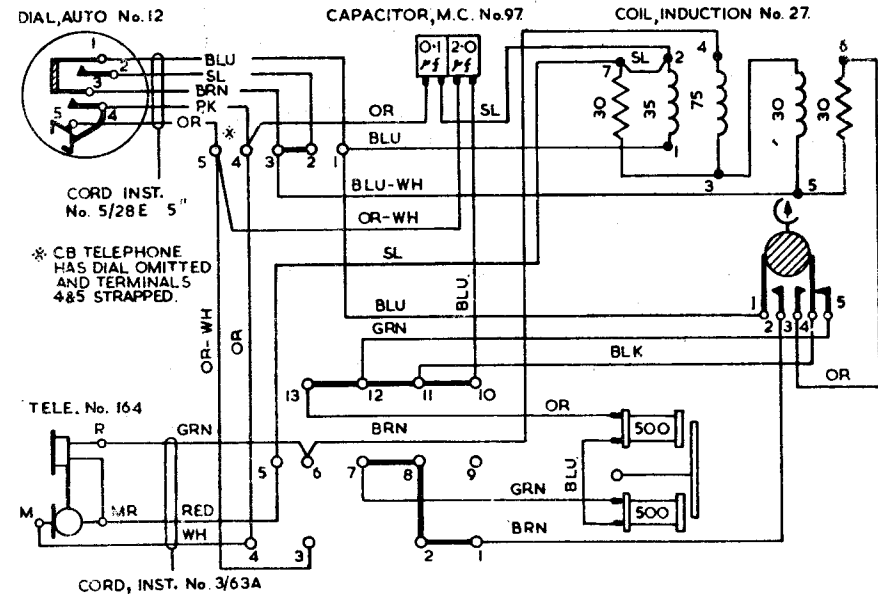 DIAL, AUTO No. 12
CAPACITOR, M.C. No. 97.
COIL, INDUCTION No. 27.
1
2
3
4
5
BLU
SL
BRN
PK
OR
※
0·1
μf
2·0
μf
OR
SL
BLU
7
SL
2
4
6
30
35
75
30
30
1
3
5
5
4
3
2
1
CORD INST.
No. 5/28E 5"
BLU-WH
OR-WH
SL
※ CB TELEPHONE
HAS DIAL OMITTED
AND TERMINALS
4&5 STRAPPED.
BLU
BLU
GRN
BLK
OR
1
2
3
4
5
OR-WH
OR
13
12
11
10
TELE. No. 164
R
GRN
BRN
OR
500
BLU
5
6
7
8
9
GRN
500
M
MR
RED
WH
BRN
4
3
2
1
CORD, INST. No. 3/63A